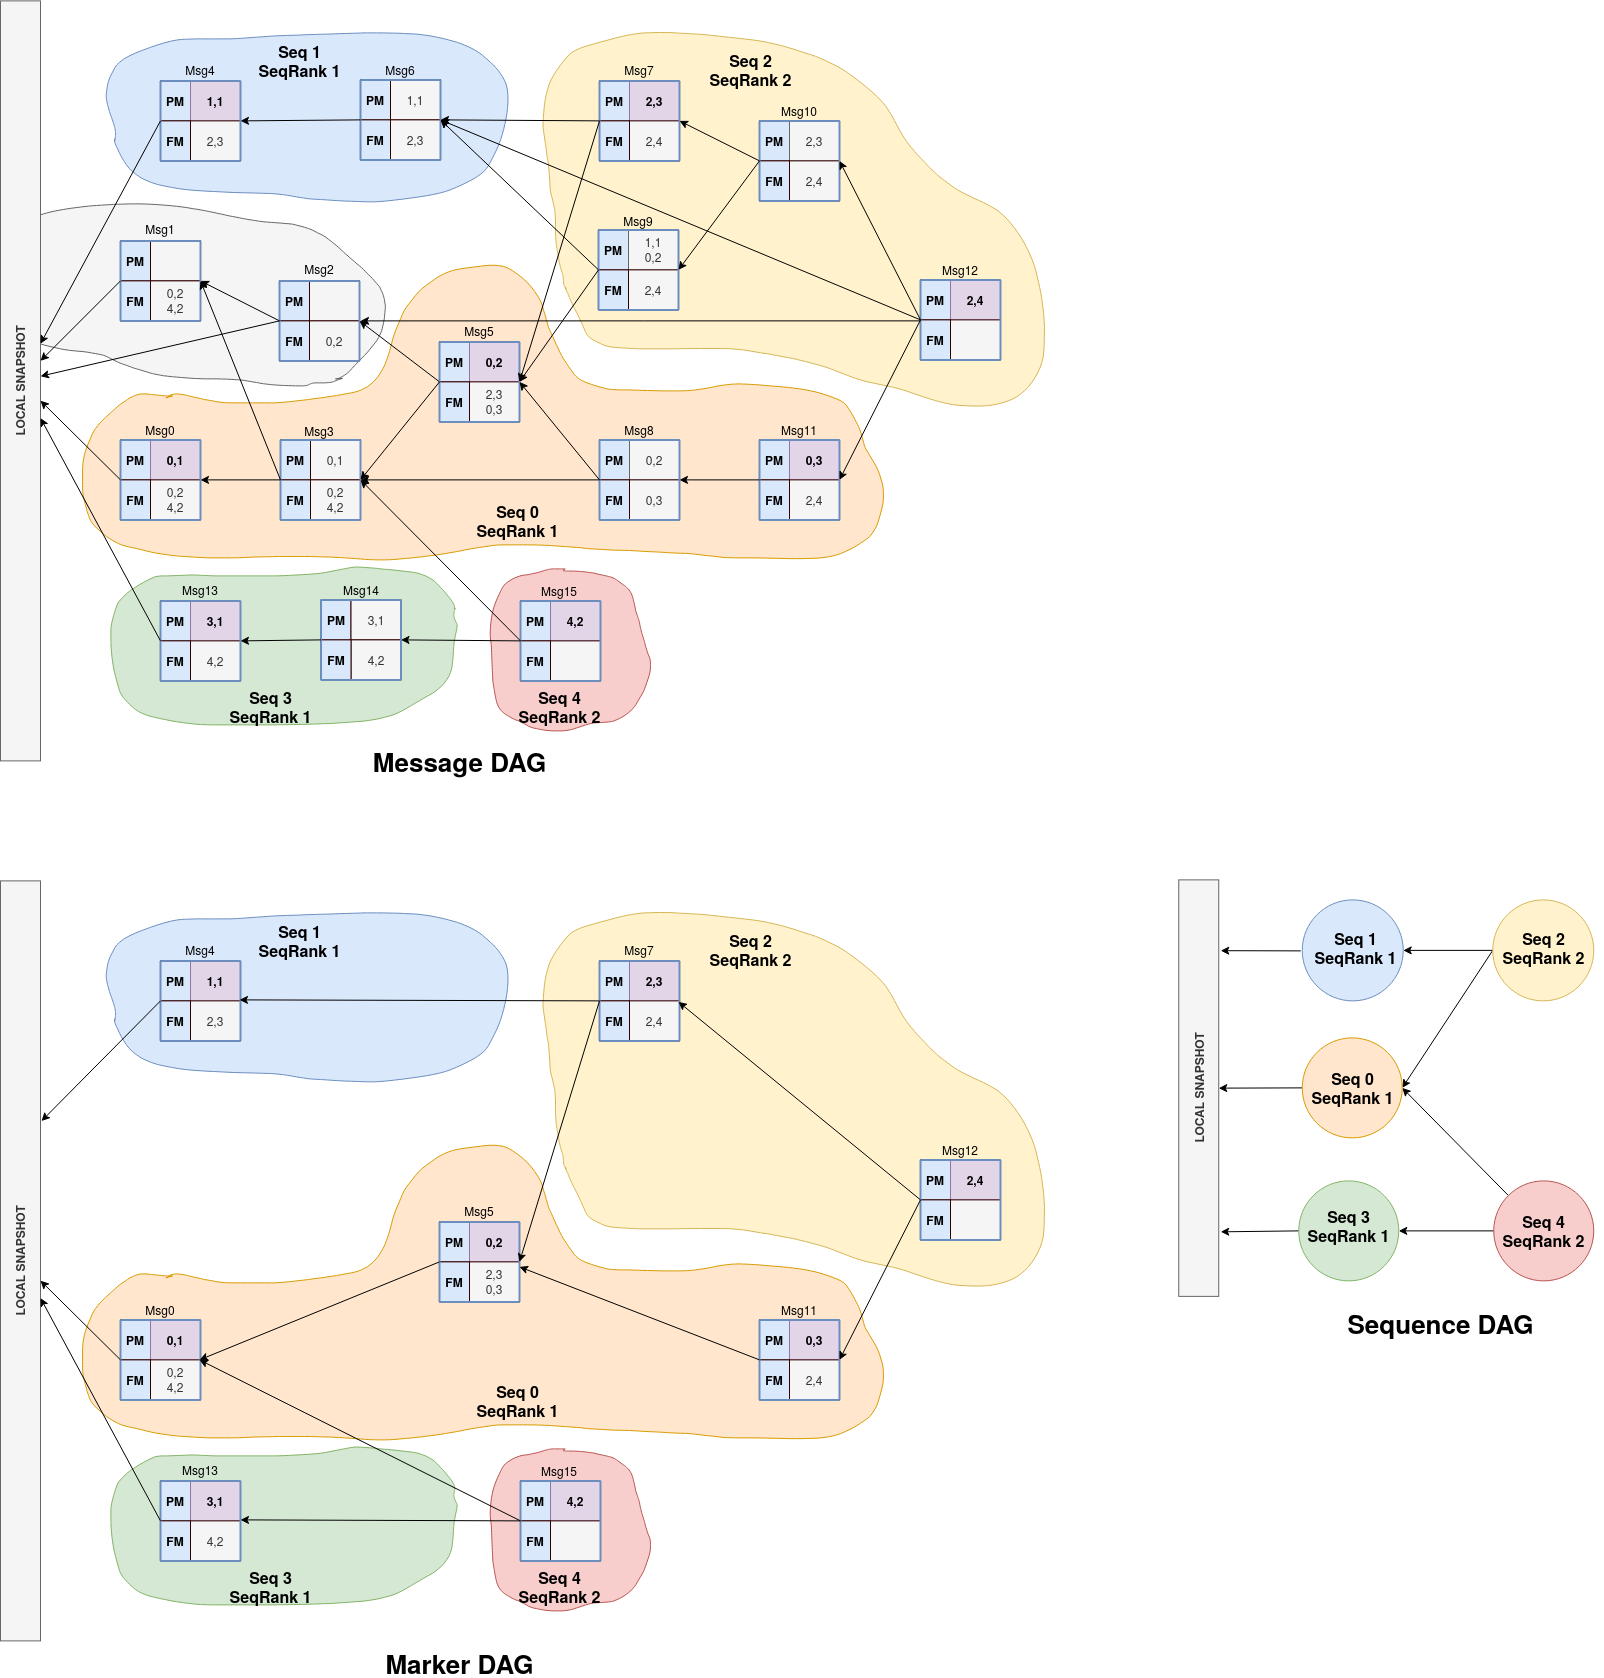 LOCAL SNAPSHOT
Seq 1
SeqRank 1
Msg4
PM 1,1
FM 2,3
Msg6
PM 1,1
FM 2,3
Seq 2
SeqRank 2
Msg7
PM 2,3
FM 2,4
Msg10
PM 2,3
FM 2,4
Msg9
PM 1,1
0,2
FM 2,4
Msg12
PM 2,4
FM
Msg1
PM
FM 0,2
4,2
Msg2
PM
FM 0,2
Msg5
PM 0,2
FM 2,3
0,3
Msg0
PM 0,1
FM 0,2
4,2
Msg3
PM 0,1
FM 0,2
4,2
Msg8
PM 0,2
FM 0,3
Msg11
PM 0,3
FM 2,4
Seq 0
SeqRank 1
Msg13
PM 3,1
FM 4,2
Msg14
PM 3,1
FM 4,2
Seq 3
SeqRank 1
Msg15
PM 4,2
FM
Seq 4
SeqRank 2
Message DAG
LOCAL SNAPSHOT
Seq 1
SeqRank 1
Msg4
PM 1,1
FM 2,3
Seq 2
SeqRank 2
Msg7
PM 2,3
FM 2,4
Msg12
PM 2,4
FM
Msg5
PM 0,2
FM 2,3
0,3
Msg0
PM 0,1
FM 0,2
4,2
Msg11
PM 0,3
FM 2,4
Seq 0
SeqRank 1
Msg13
PM 3,1
FM 4,2
Seq 3
SeqRank 1
Msg15
PM 4,2
FM
Seq 4
SeqRank 2
Marker DAG
LOCAL SNAPSHOT
Seq 1
SeqRank 1
Seq 2
SeqRank 2
Seq 0
SeqRank 1
Seq 3
SeqRank 1
Seq 4
SeqRank 2
Sequence DAG